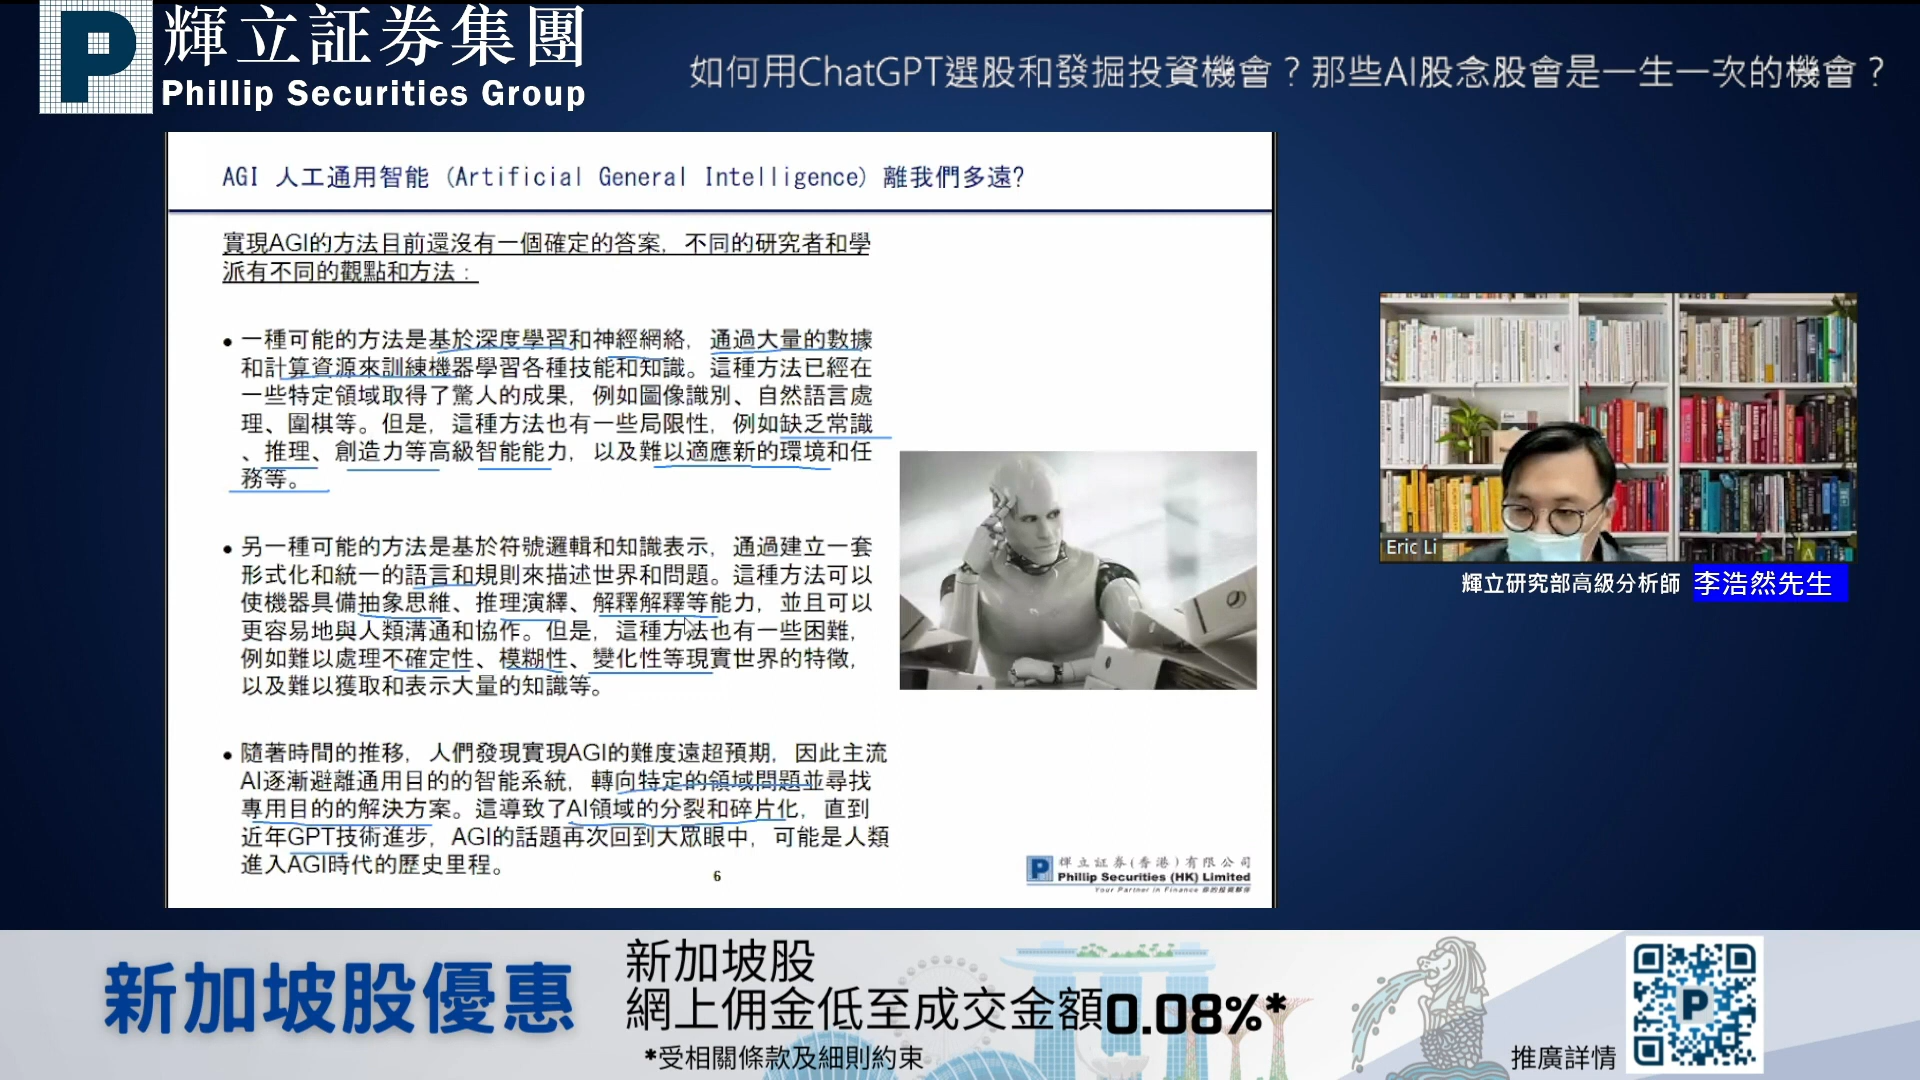 輝立証券集團
Phillip Securities Group
如何用ChatGPT選股和發掘投資機會？那些AI股念股會是一生一次的機會？
AGI 人工通用智能 (Artificial General Intelligence) 離我們多遠?
實現AGI的方法目前還沒有一個確定的答案，不同的研究者和學
派有不同的觀點和方法：
• 一種可能的方法是基於深度學習和神經網絡，通過大量的數據
和計算資源來訓練機器學習各種技能和知識。這種方法已經在
一些特定領域取得了驚人的成果，例如圖像識別、自然語言處
理、圍棋等。但是，這種方法也有一些局限性，例如缺乏常識
、推理、創造力等高級智能能力，以及難以適應新的環境和任
務等。
• 另一種可能的方法是基於符號邏輯和知識表示，通過建立一套
形式化和統一的語言和規則來描述世界和問題。這種方法可以
使機器具備抽象思維、推理演繹、解釋解釋等能力，並且可以
更容易地與人類溝通和協作。但是，這種方法也有一些困難，
例如難以處理不確定性、模糊性、變化性等現實世界的特徵，
以及難以獲取和表示大量的知識等。
• 隨著時間的推移，人們發現實現AGI的難度遠超預期，因此主流
AI逐漸避離通用目的的智能系統，轉向特定的領域問題並尋找
專用目的的解決方案。這導致了AI領域的分裂和碎片化，直到
近年GPT技術進步，AGI的話題再次回到大眾眼中，可能是人類
進入AGI時代的歷史里程。
6
輝立証券(香港)有限公司
Phillip Securities (HK) Limited
Your Partner in Finance 你的投資夥伴
Eric Li
輝立研究部高級分析師 李浩然先生
新加坡股優惠
新加坡股
網上佣金低至成交金額0.08%*
*受相關條款及細則約束
推廣詳情